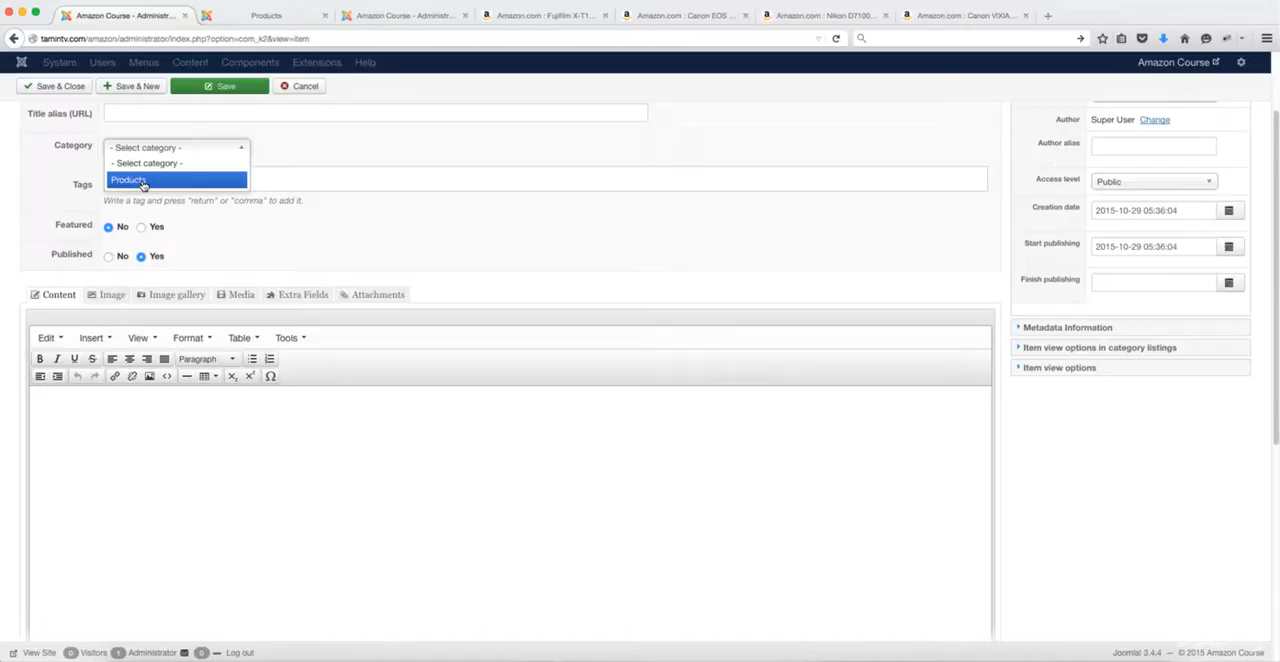 Amazon Course - Administr...
Products
Amazon Course - Administr...
Amazon.com : Fujifilm X-T1...
Amazon.com : Canon EOS ...
Amazon.com : Nikon D7100...
Amazon.com : Canon VIXIA...
tamintv.com/amazon/administrator/index.php?option=com_k2&view=item
System Users Menus Content Components Extensions Help
Amazon Course
Save & Close
Save & New
Save
Cancel
Title alias (URL)
Category
- Select category -
- Select category -
Products
Tags
Write a tag and press "return" or "comma" to add it.
Featured No Yes
Published No Yes
Author Super User Change
Author alias
Access level Public
Creation date 2015-10-29 05:36:04
Start publishing 2015-10-29 05:36:04
Finish publishing
Metadata Information
Item view options in category listings
Item view options
Content Image Image gallery Media Extra Fields Attachments
Edit Insert View Format Table Tools
B I U S Paragraph
View Site 0 Visitors 1 Administrator 0 Log out
Joomla! 3.4.4 — © 2015 Amazon Course